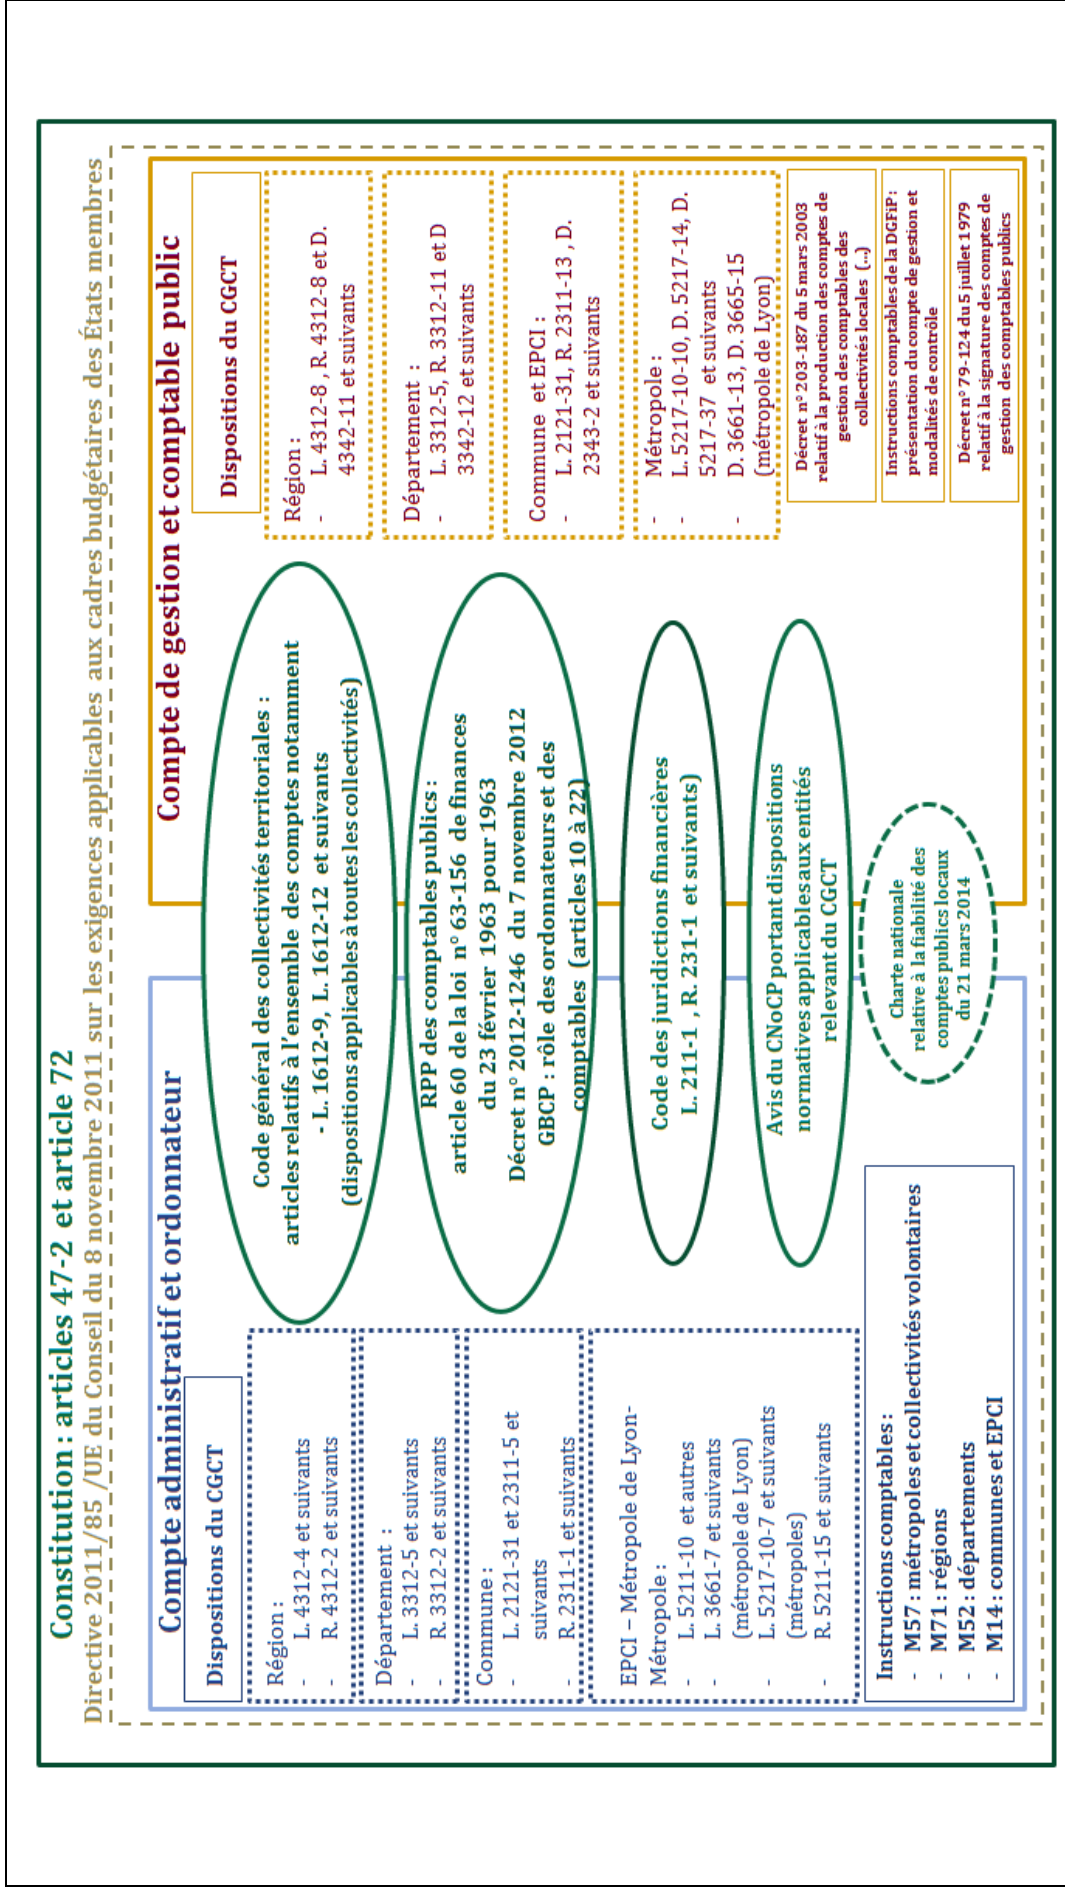 Constitution : articles 47-2 et article 72
Directive 2011/85 /UE du Conseil du 8 novembre 2011 sur les exigences applicables aux cadres budgétaires des États membres
Compte administratif et ordonnateur
Dispositions du CGCT
Région :
- L. 4312-4 et suivants
- R. 4312-2 et suivants
Département :
- L. 3312-5 et suivants
- R. 3312-2 et suivants
Commune :
- L. 2121-31 et 2311-5 et
suivants
- R. 2311-1 et suivants
EPCI – Métropole de Lyon-
Métropole :
- L. 5211-10 et autres
- L. 3661-7 et suivants
(métropole de Lyon)
- L. 5217-10-7 et suivants
(métropoles)
- R. 5211-15 et suivants
Instructions comptables :
- M57 : métropoles et collectivités volontaires
- M71 : régions
- M52 : départements
- M14 : communes et EPCI
Code général des collectivités territoriales :
articles relatifs à l'ensemble des comptes notamment
- L. 1612-9, L. 1612-12 et suivants
(dispositions applicables à toutes les collectivités)
RPP des comptables publics :
article 60 de la loi n° 63-156 de finances
du 23 février 1963 pour 1963
Décret n° 2012-1246 du 7 novembre 2012
GBCP : rôle des ordonnateurs et des
comptables (articles 10 à 22)
Code des juridictions financières
L. 211-1 , R. 231-1 et suivants)
Avis du CNoCP portant dispositions
normatives applicables aux entités
relevant du CGCT
Charte nationale
relative à la fiabilité des
comptes publics locaux
du 21 mars 2014
Compte de gestion et comptable public
Dispositions du CGCT
Région :
- L. 4312-8 , R. 4312-8 et D.
4342-11 et suivants
Département :
- L. 3312-5, R. 3312-11 et D
3342-12 et suivants
Commune et EPCI :
- L. 2121-31, R. 2311-13 , D.
2343-2 et suivants
- Métropole :
- L. 5217-10-10, D. 5217-14, D.
5217-37 et suivants
- D. 3661-13, D. 3665-15
(métropole de Lyon)
Décret n° 203-187 du 5 mars 2003
relatif à la production des comptes de
gestion des comptables des
collectivités locales (...)
Instructions comptables de la DGFiP :
présentation du compte de gestion et
modalités de contrôle
Décret n° 79-124 du 5 juillet 1979
relatif à la signature des comptes de
gestion des comptables publics